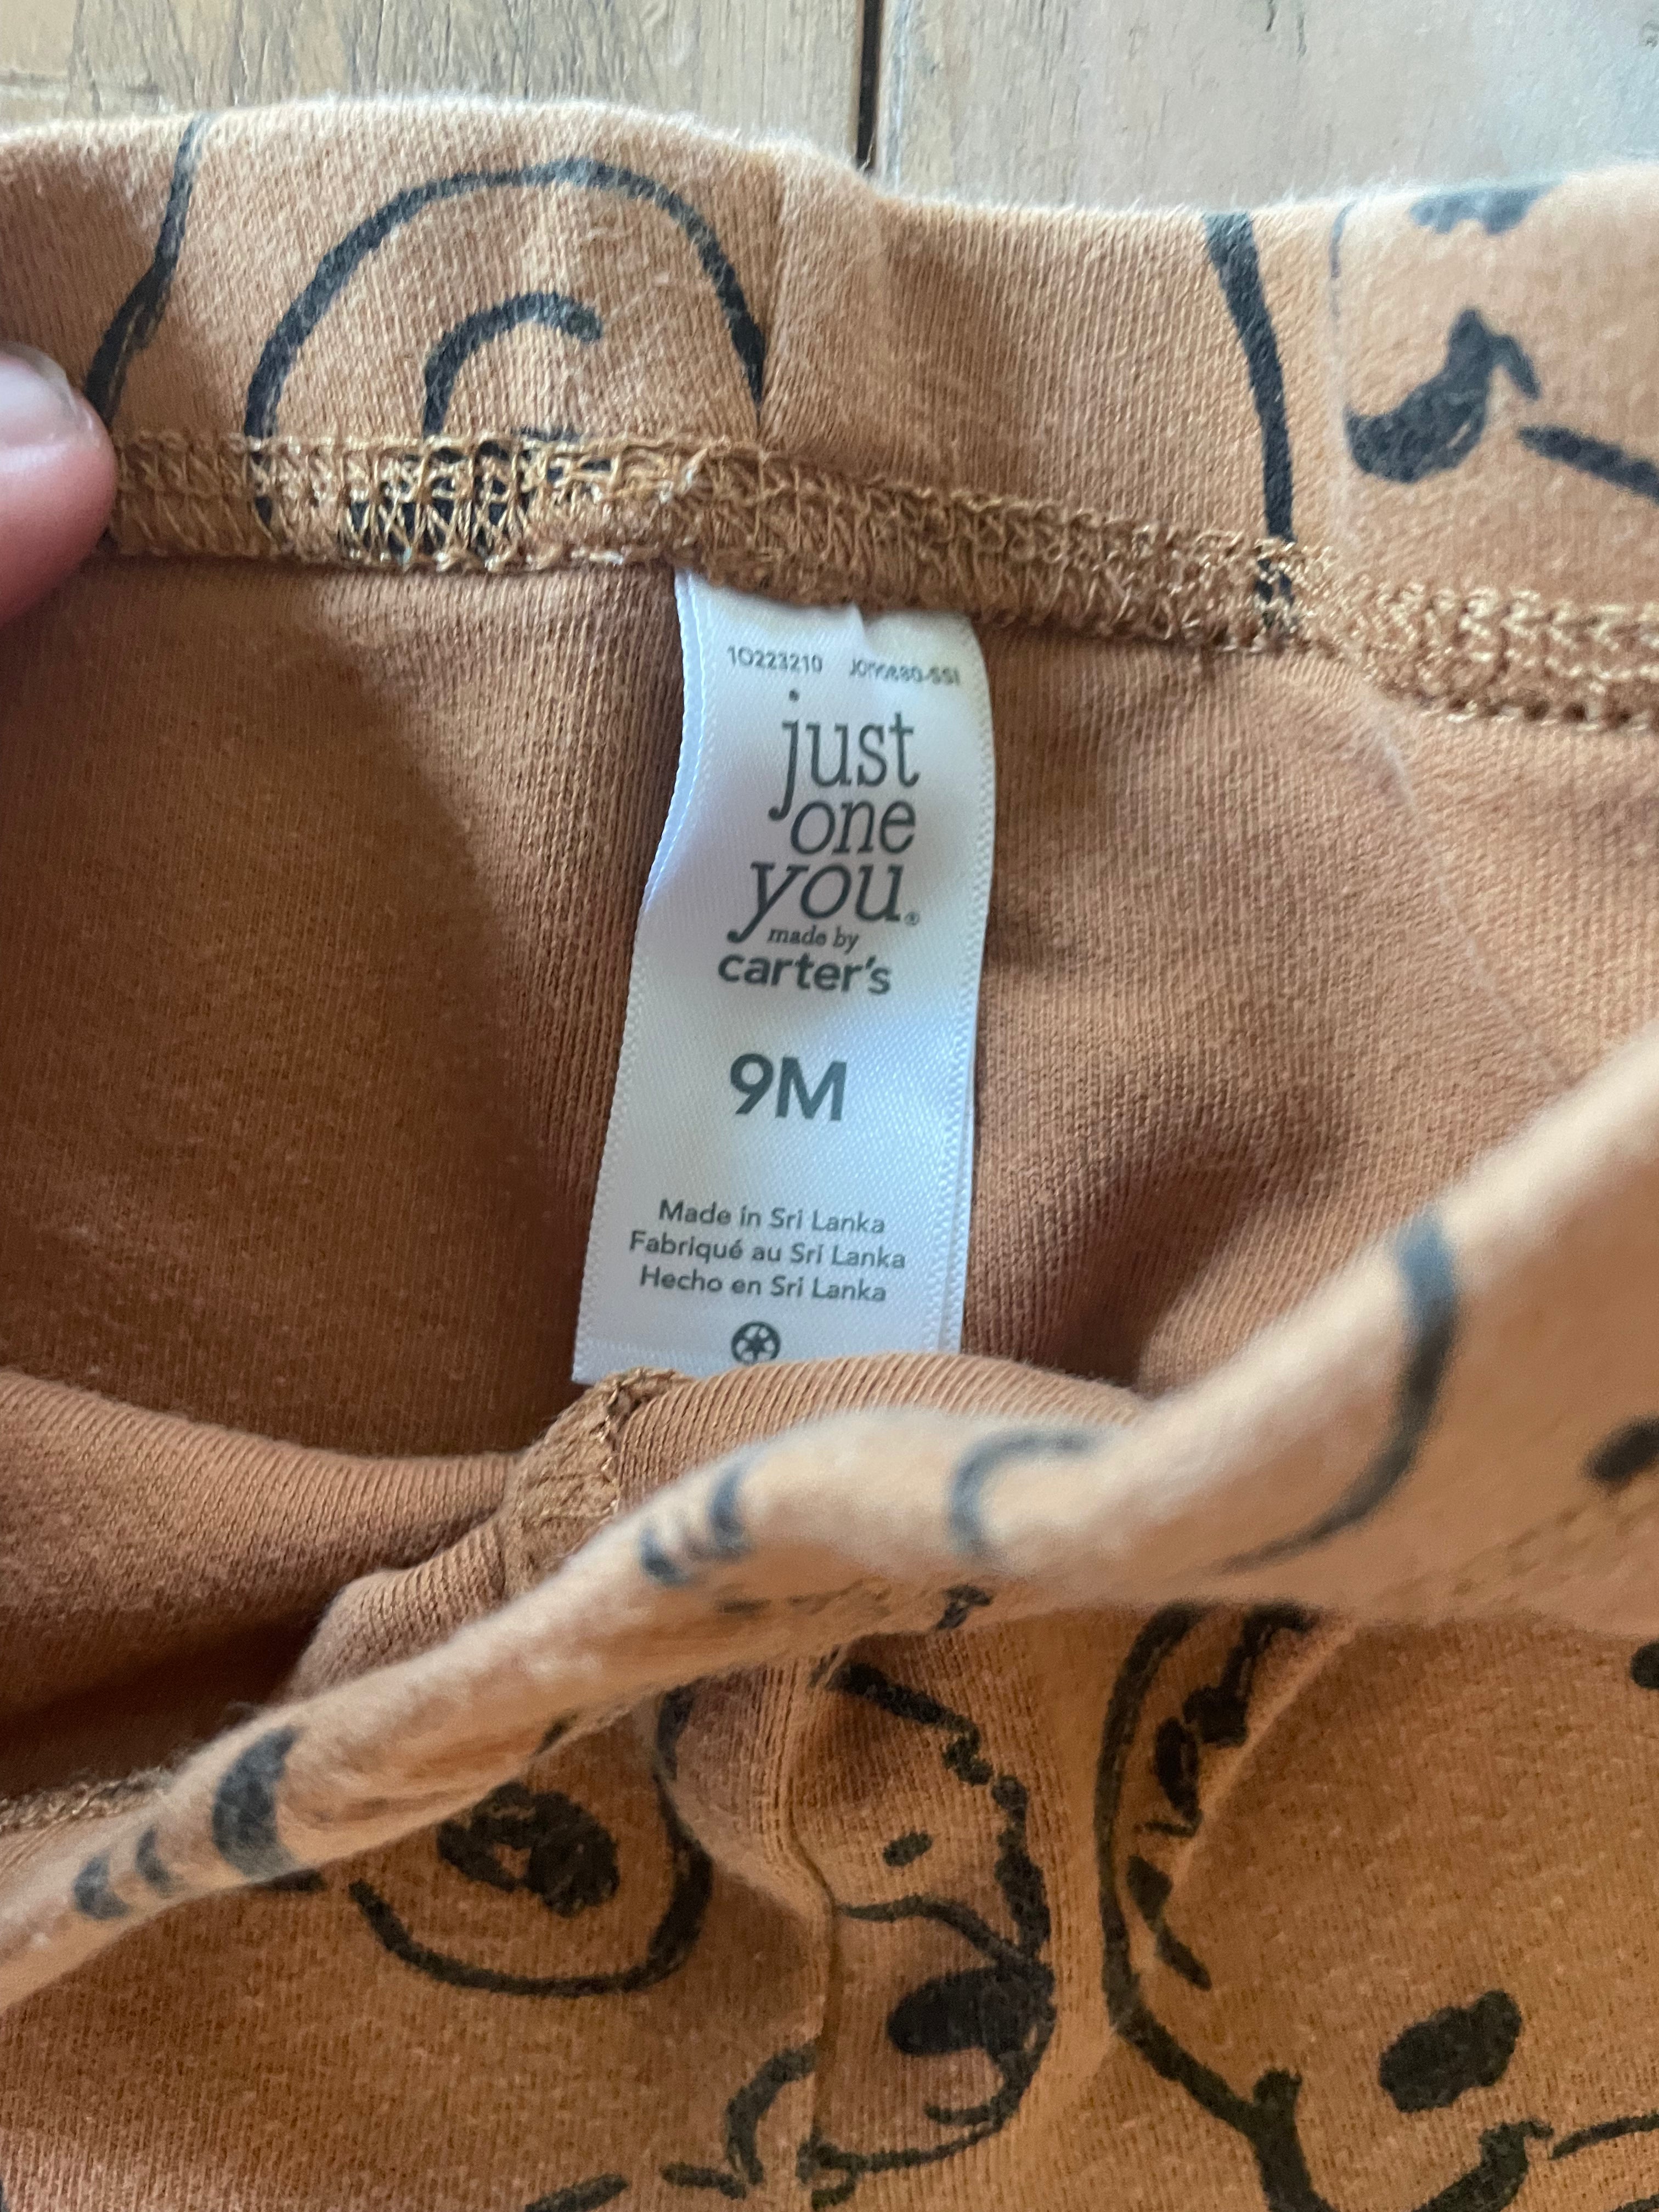 1O223210
just
one
you®
made by
carter's
9M
Made in Sri Lanka
Fabriqué au Sri Lanka
Hecho en Sri Lanka